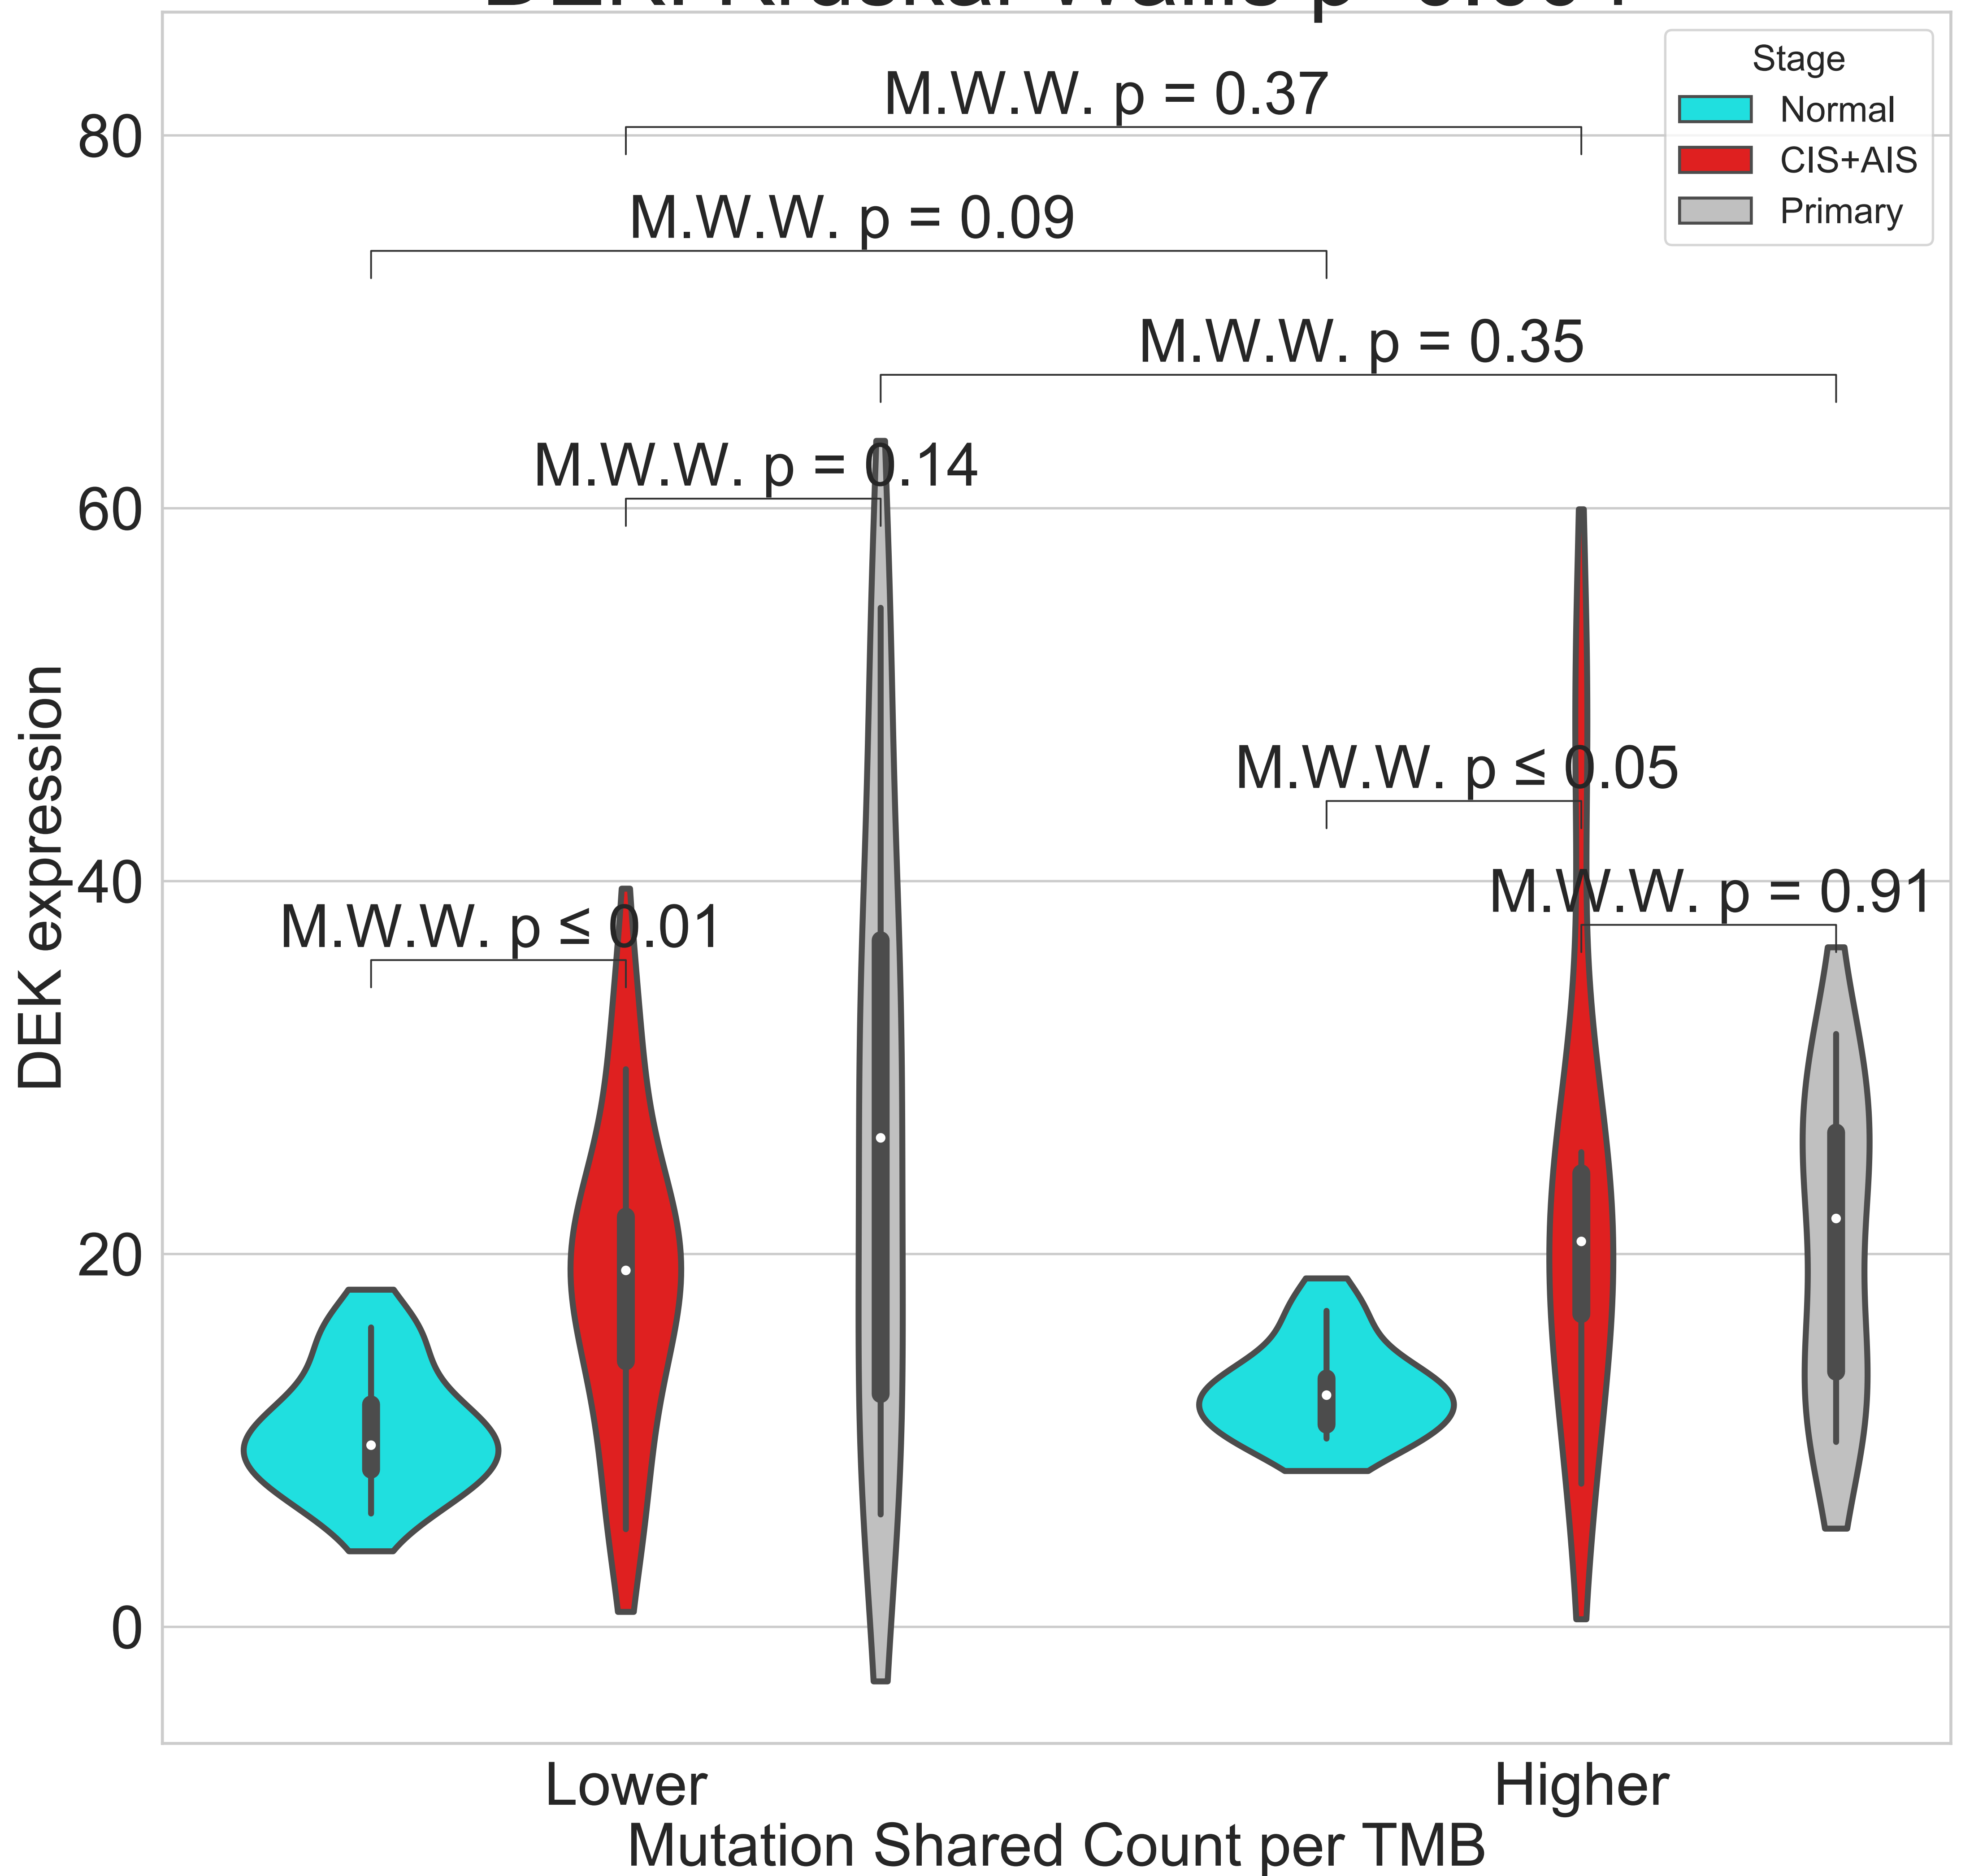 Stage
Normal
CIS+AIS
Primary
M.W.W. p = 0.37
M.W.W. p = 0.09
M.W.W. p = 0.35
M.W.W. p = 0.14
M.W.W. p ≤ 0.05
M.W.W. p = 0.91
M.W.W. p ≤ 0.01
80
60
40
20
0
DEK expression
Lower
Higher
Mutation Shared Count per TMB